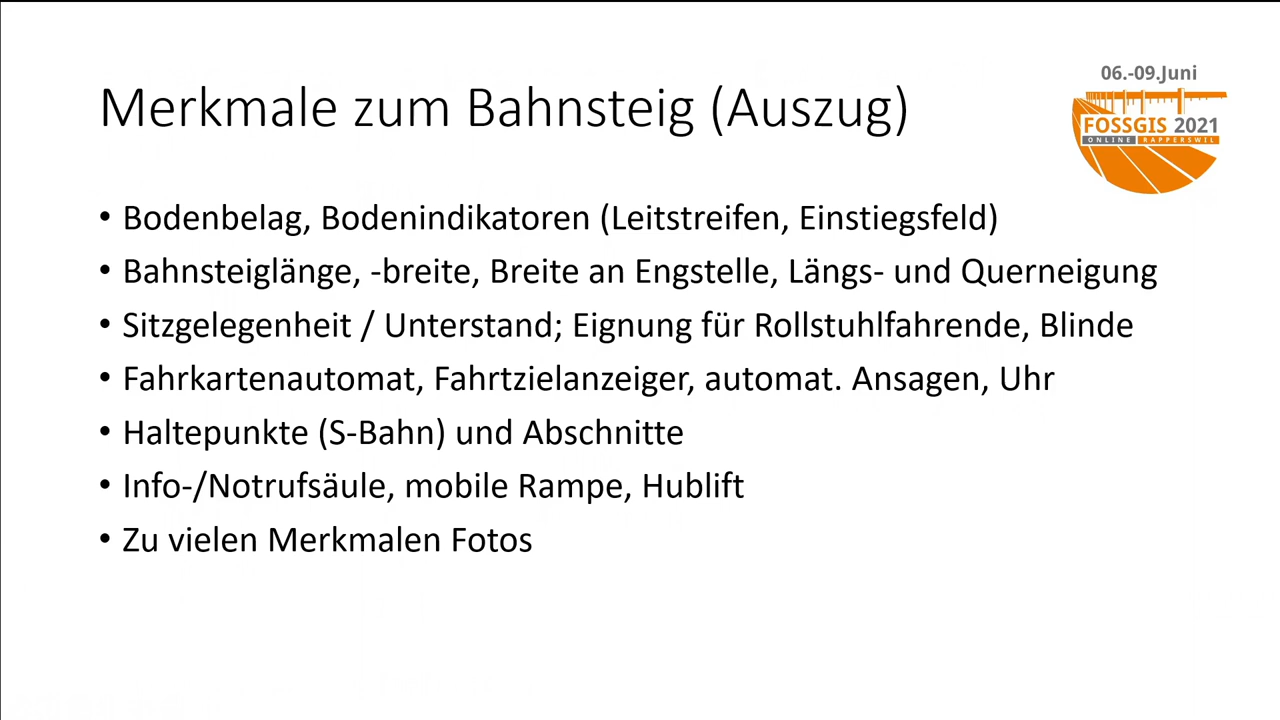 06.-09.Juni
Merkmale zum Bahnsteig (Auszug)
FOSSGIS 2021
ONLINE RAPPERSWIL
• Bodenbelag, Bodenindikatoren (Leitstreifen, Einstiegsfeld)
• Bahnsteiglänge, -breite, Breite an Engstelle, Längs- und Querneigung
• Sitzgelegenheit / Unterstand; Eignung für Rollstuhlfahrende, Blinde
• Fahrkartenautomat, Fahrtzielanzeiger, automat. Ansagen, Uhr
• Haltepunkte (S-Bahn) und Abschnitte
• Info-/Notrufsäule, mobile Rampe, Hublift
• Zu vielen Merkmalen Fotos